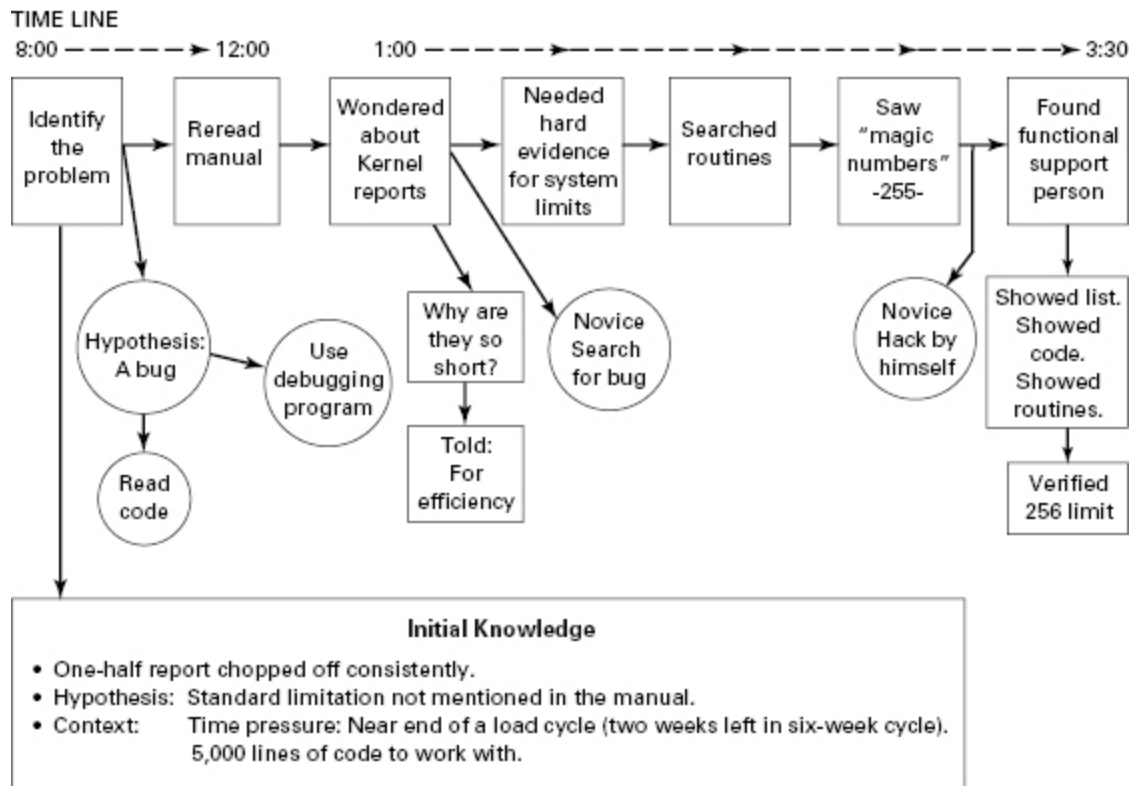 TIME LINE
8:00
12:00
1:00
3:30
Identify
the
problem
Reread
manual
Wondered
about
Kernel
reports
Needed
hard
evidence
for system
limits
Searched
routines
Saw
“magic
numbers”
-255-
Found
functional
support
person
Hypothesis:
A bug
Use
debugging
program
Read
code
Why are
they so
short?
Told:
For
efficiency
Novice
Search
for bug
Novice
Hack by
himself
Showed list.
Showed
code.
Showed
routines.
Verified
256 limit
Initial Knowledge
• One-half report chopped off consistently.
• Hypothesis: Standard limitation not mentioned in the manual.
• Context: Time pressure: Near end of a load cycle (two weeks left in six-week cycle).
5,000 lines of code to work with.